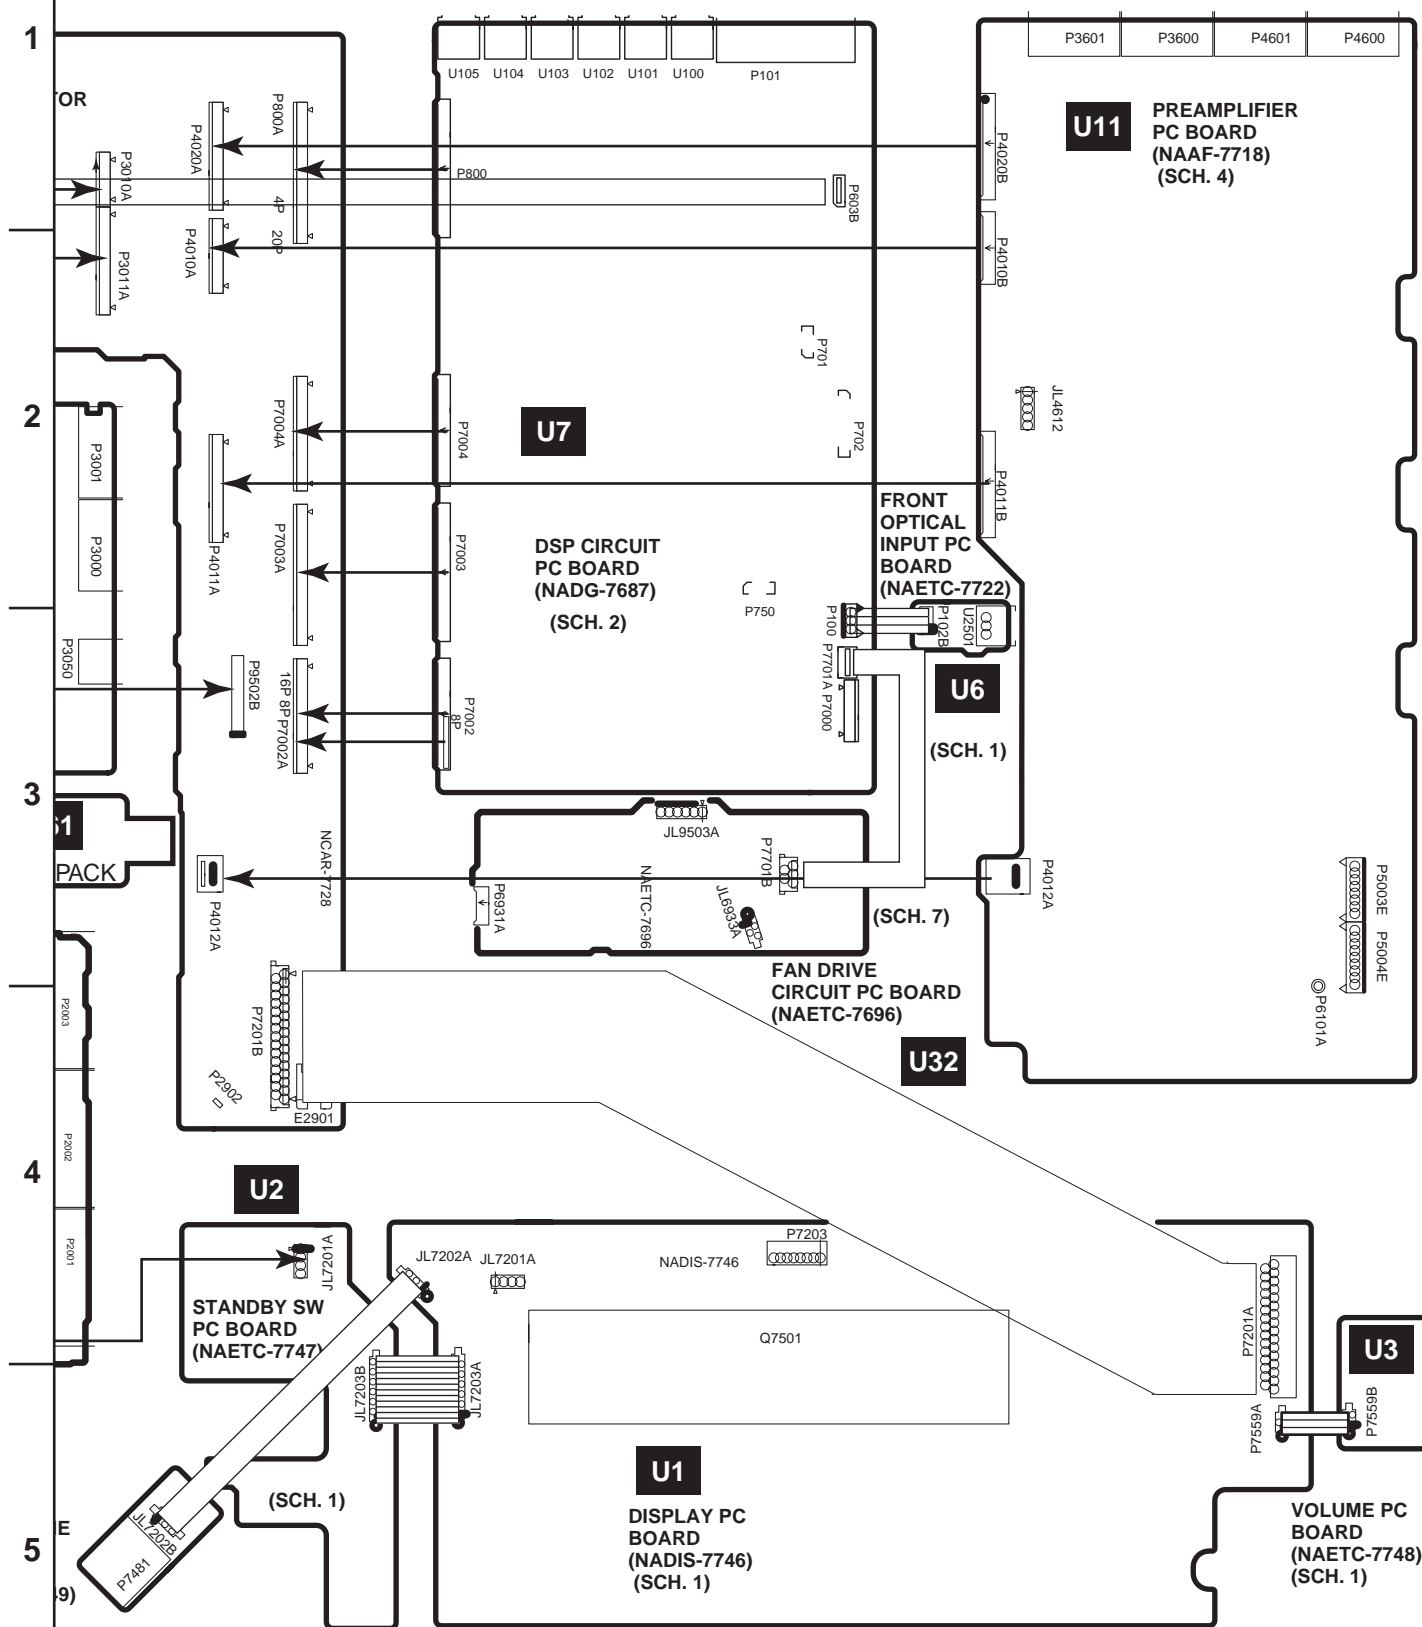 1
2
3
4
5
TOR
P3010A
P3011A
P4020A
P4010A
P800A
4P
20P
U105
U104
U103
U102
U101
U100
P101
P800
P603B
P701
P702
P3601
P3600
P4601
P4600
U11
PREAMPLIFIER
PC BOARD
(NAAF-7718)
(SCH. 4)
P4020B
P4010B
JL4612
P4011B
P3001
P3000
P3050
P7004A
P4011A
P7003A
P7004
P7003
U7
DSP CIRCUIT
PC BOARD
(NADG-7687)
(SCH. 2)
P750
FRONT
OPTICAL
INPUT PC
BOARD
(NAETC-7722)
P100
P102B
U2501
P7701A
P7000
U6
(SCH. 1)
P9502B
16P
8P
P7002A
P7002
8P
61
PACK
P4012A
NCAR-7728
JL9503A
P6931A
NAETC-7696
JL6933A
P7701B
(SCH. 7)
P4012A
P5003E
P5004E
P6101A
FAN DRIVE
CIRCUIT PC BOARD
(NAETC-7696)
U32
P2003
P2002
P2001
P7201B
P2902
E2901
U2
JL7201A
STANDBY SW
PC BOARD
(NAETC-7747)
JL7202A
JL7201A
NADIS-7746
P7203
Q7501
P7201A
U3
JL7203B
JL7203A
P7559A
P7559B
(SCH. 1)
JL7202B
P7481
U1
DISPLAY PC
BOARD
(NADIS-7746)
(SCH. 1)
VOLUME PC
BOARD
(NAETC-7748)
(SCH. 1)
IE
49)